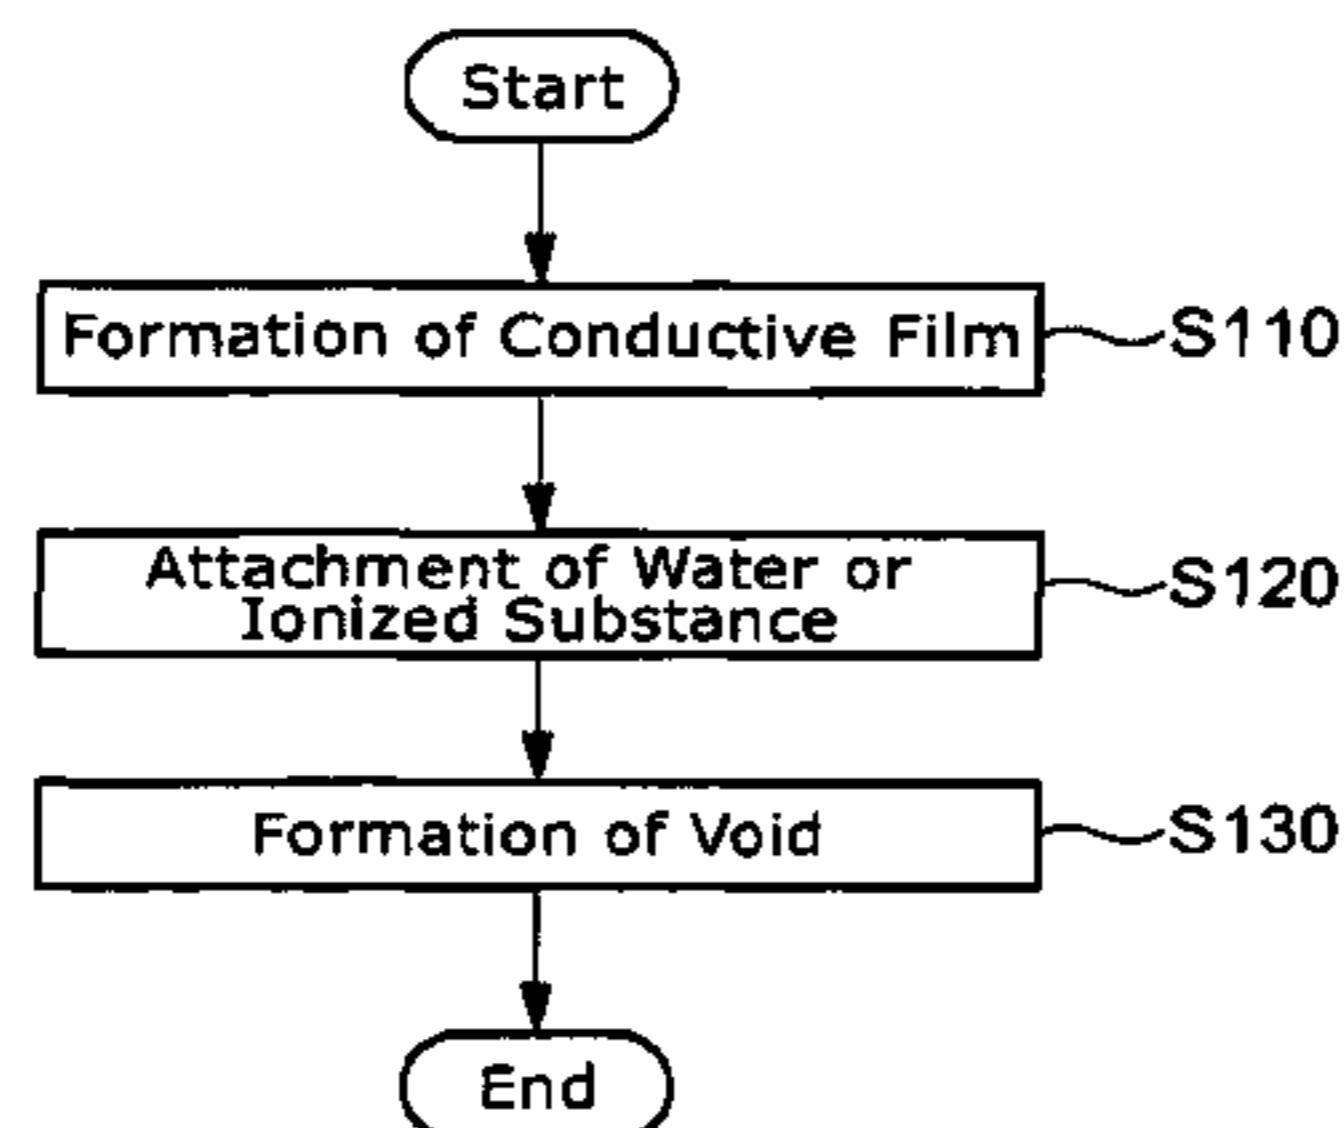 Start
Formation of Conductive Film
S110
Attachment of Water or
Ionized Substance
S120
Formation of Void
S130
End